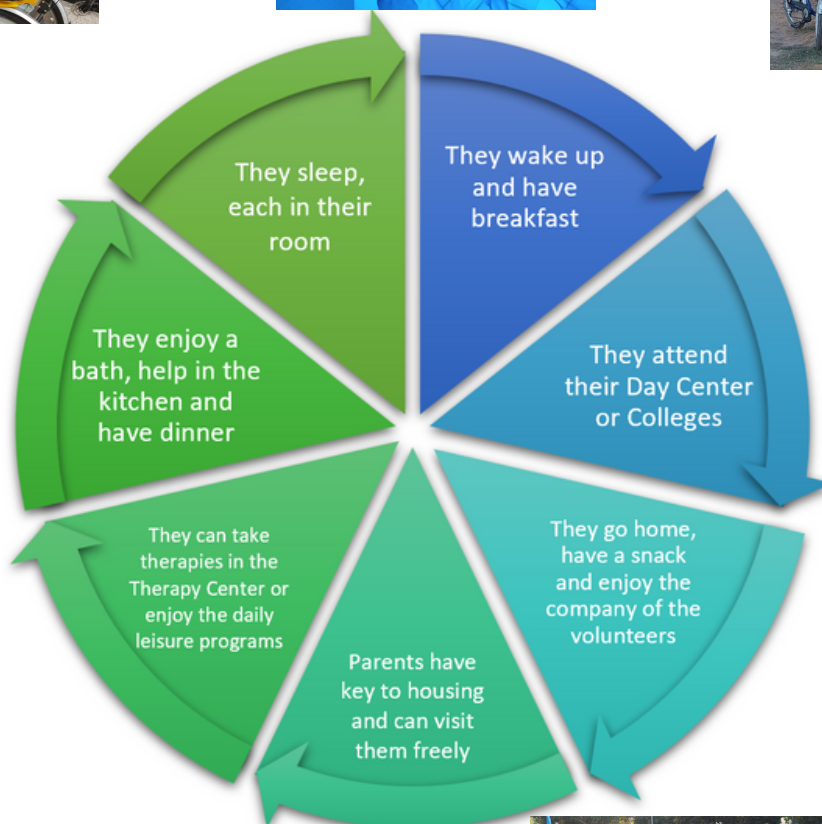 They wake up
and have
breakfast
They attend
their Day Center
or Colleges
They go home,
have a snack
and enjoy the
company of the
volunteers
Parents have
key to housing
and can visit
them freely
They can take
therapies in the
Therapy Center or
enjoy the daily
leisure programs
They enjoy a
bath, help in the
kitchen and
have dinner
They sleep,
each in their
room